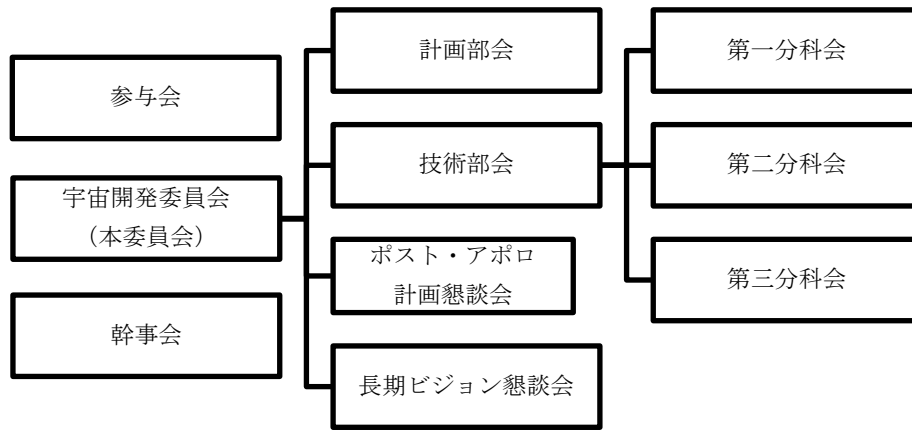 参与会
宇宙開発委員会
（本委員会）
幹事会
計画部会
技術部会
ポスト・アポロ
計画懇談会
長期ビジョン懇談会
第一分科会
第二分科会
第三分科会